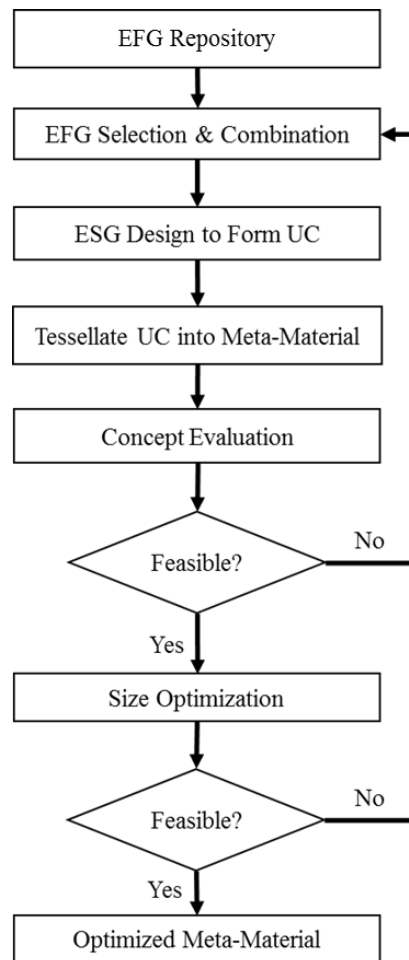 EFG Repository
EFG Selection & Combination
ESG Design to Form UC
Tessellate UC into Meta-Material
Concept Evaluation
Feasible?
No
Yes
Size Optimization
Feasible?
No
Yes
Optimized Meta-Material